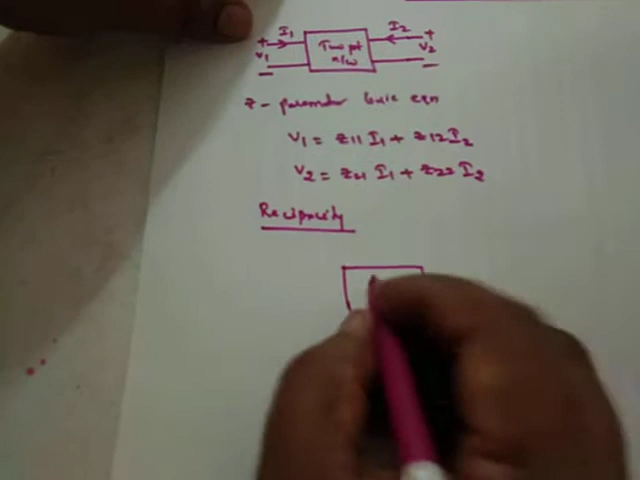 I1 I2
+ Two pt +
V1 n/w V2
Z - parameter basic eqn
V1 = Z11 I1 + Z12 I2
V2 = Z21 I1 + Z22 I2
Reciprocity